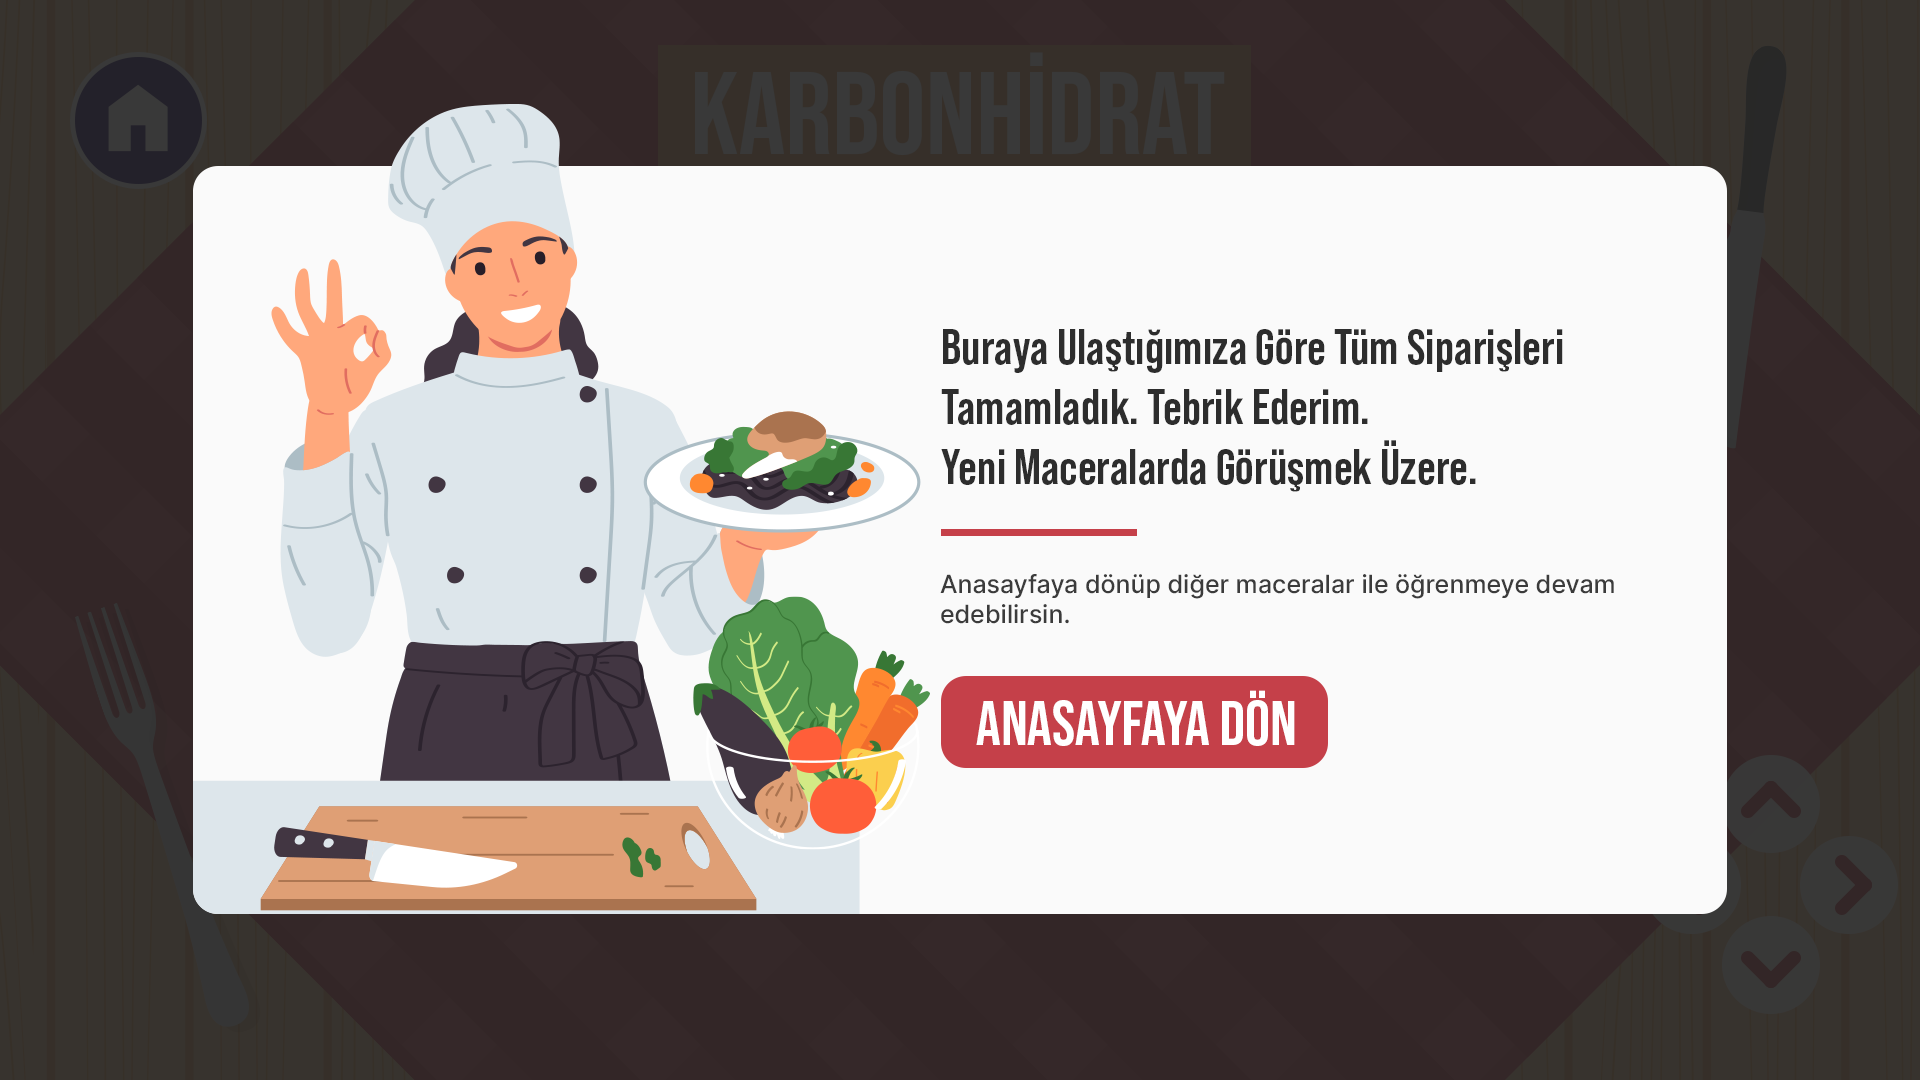 KARBONHİDRAT
Buraya Ulaştığımıza Göre Tüm Siparişleri
Tamamladık. Tebrik Ederim.
Yeni Maceralarda Görüşmek Üzere.
Anasayfaya dönüp diğer maceralar ile öğrenmeye devam
edebilirsin.
ANASAYFAYA DÖN